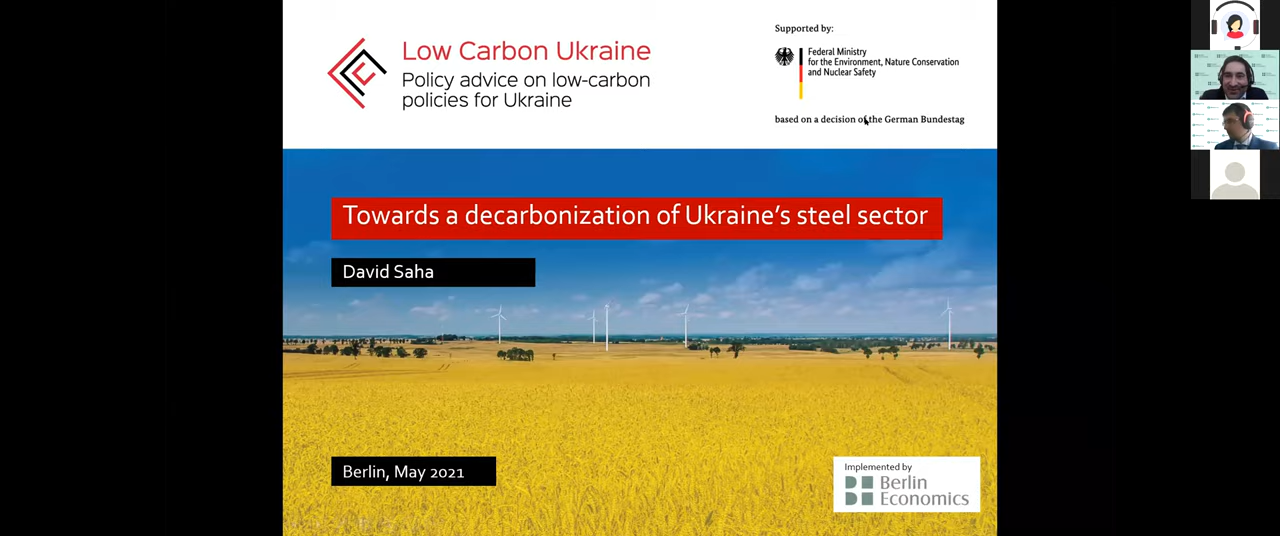 Low Carbon Ukraine
Policy advice on low-carbon
policies for Ukraine
Supported by:
Federal Ministry
for the Environment, Nature Conservation
and Nuclear Safety
based on a decision of the German Bundestag
Towards a decarbonization of Ukraine's steel sector
David Saha
Berlin, May 2021
Implemented by
Berlin
Economics